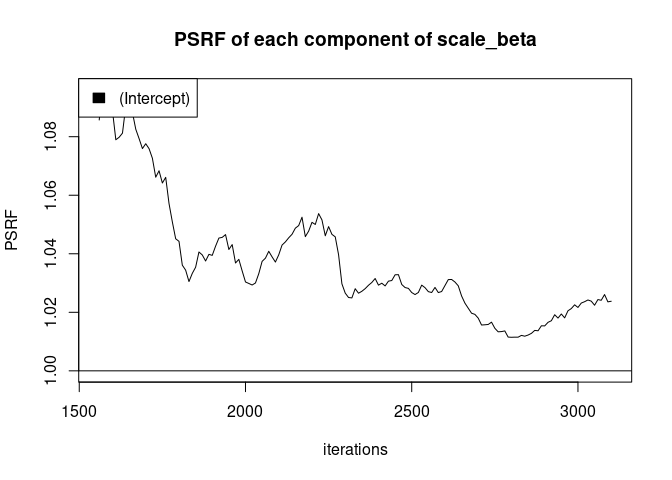 PSRF of each component of scale_beta
(Intercept)
PSRF
1.08
1.06
1.04
1.02
1.00
1500 2000 2500 3000
iterations